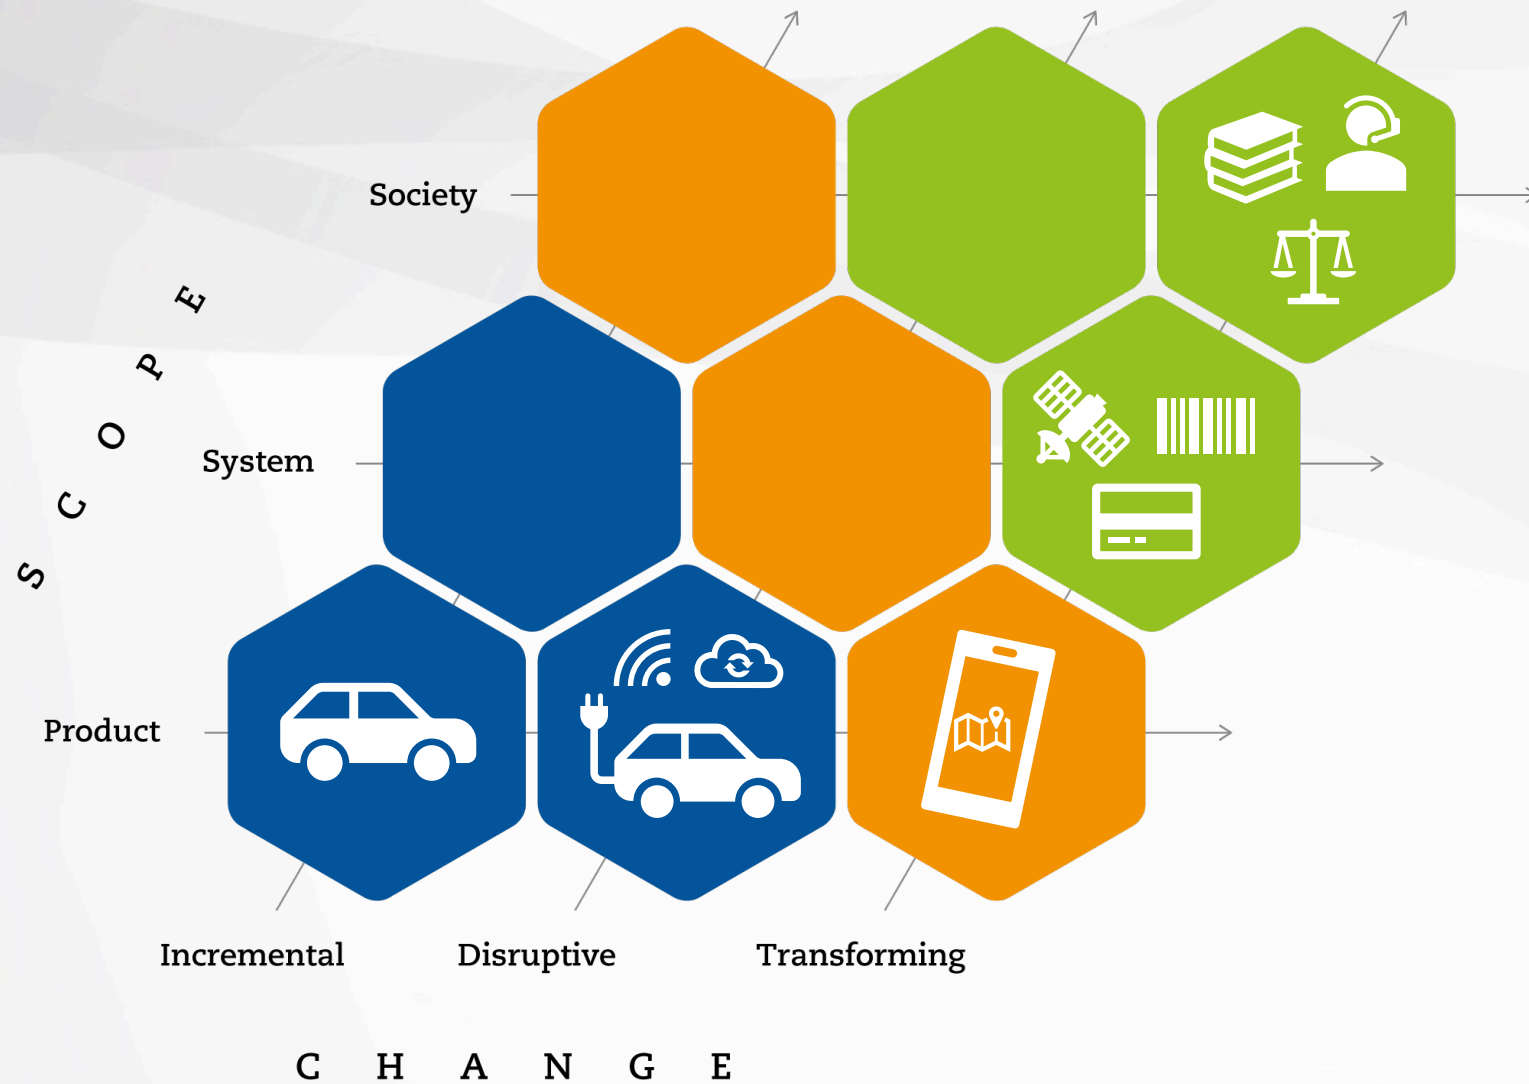 Society
System
Product
SCOPE
Incremental
Disruptive
Transforming
CHANGE